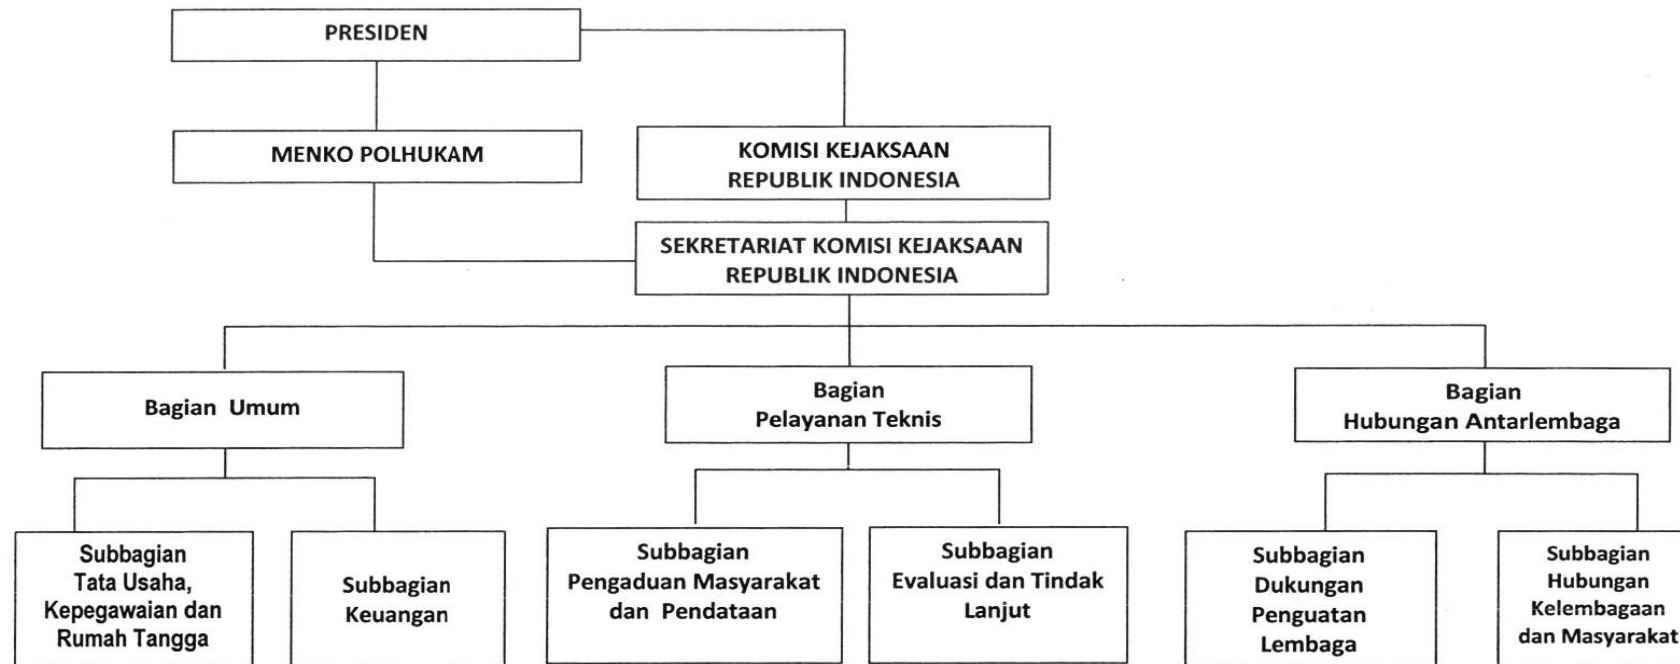 PRESIDEN
MENKO POLHUKAM
KOMISI KEJAKSAAN
REPUBLIK INDONESIA
SEKRETARIAT KOMISI KEJAKSAAN
REPUBLIK INDONESIA
Bagian Umum
Bagian
Pelayanan Teknis
Bagian
Hubungan Antarlembaga
Subbagian
Tata Usaha,
Kepegawaian dan
Rumah Tangga
Subbagian
Keuangan
Subbagian
Pengaduan Masyarakat
dan Pendataan
Subbagian
Evaluasi dan Tindak
Lanjut
Subbagian
Dukungan
Penguatan
Lembaga
Subbagian
Hubungan
Kelembagaan
dan Masyarakat